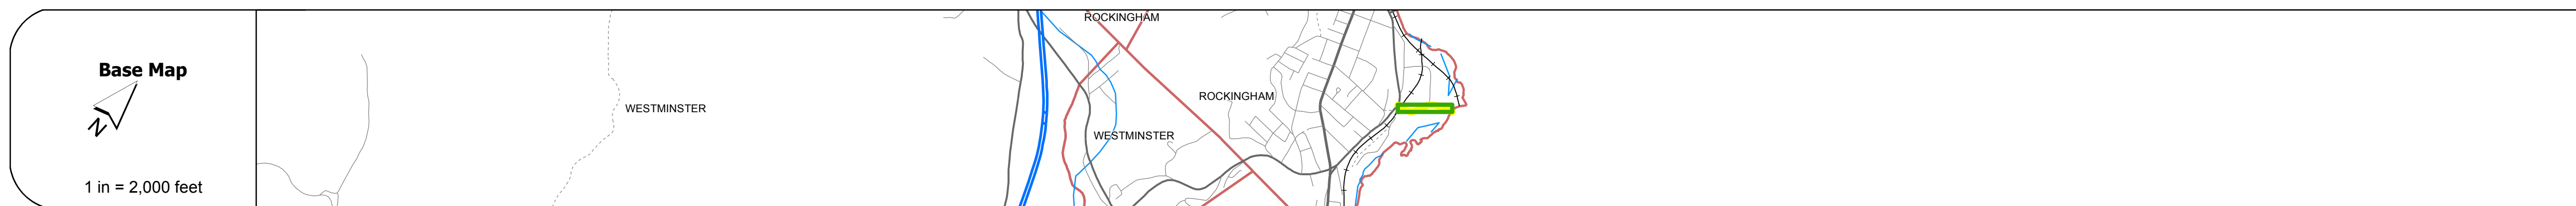 Base Map
N
1 in = 2,000 feet
WESTMINSTER
ROCKINGHAM
ROCKINGHAM
WESTMINSTER